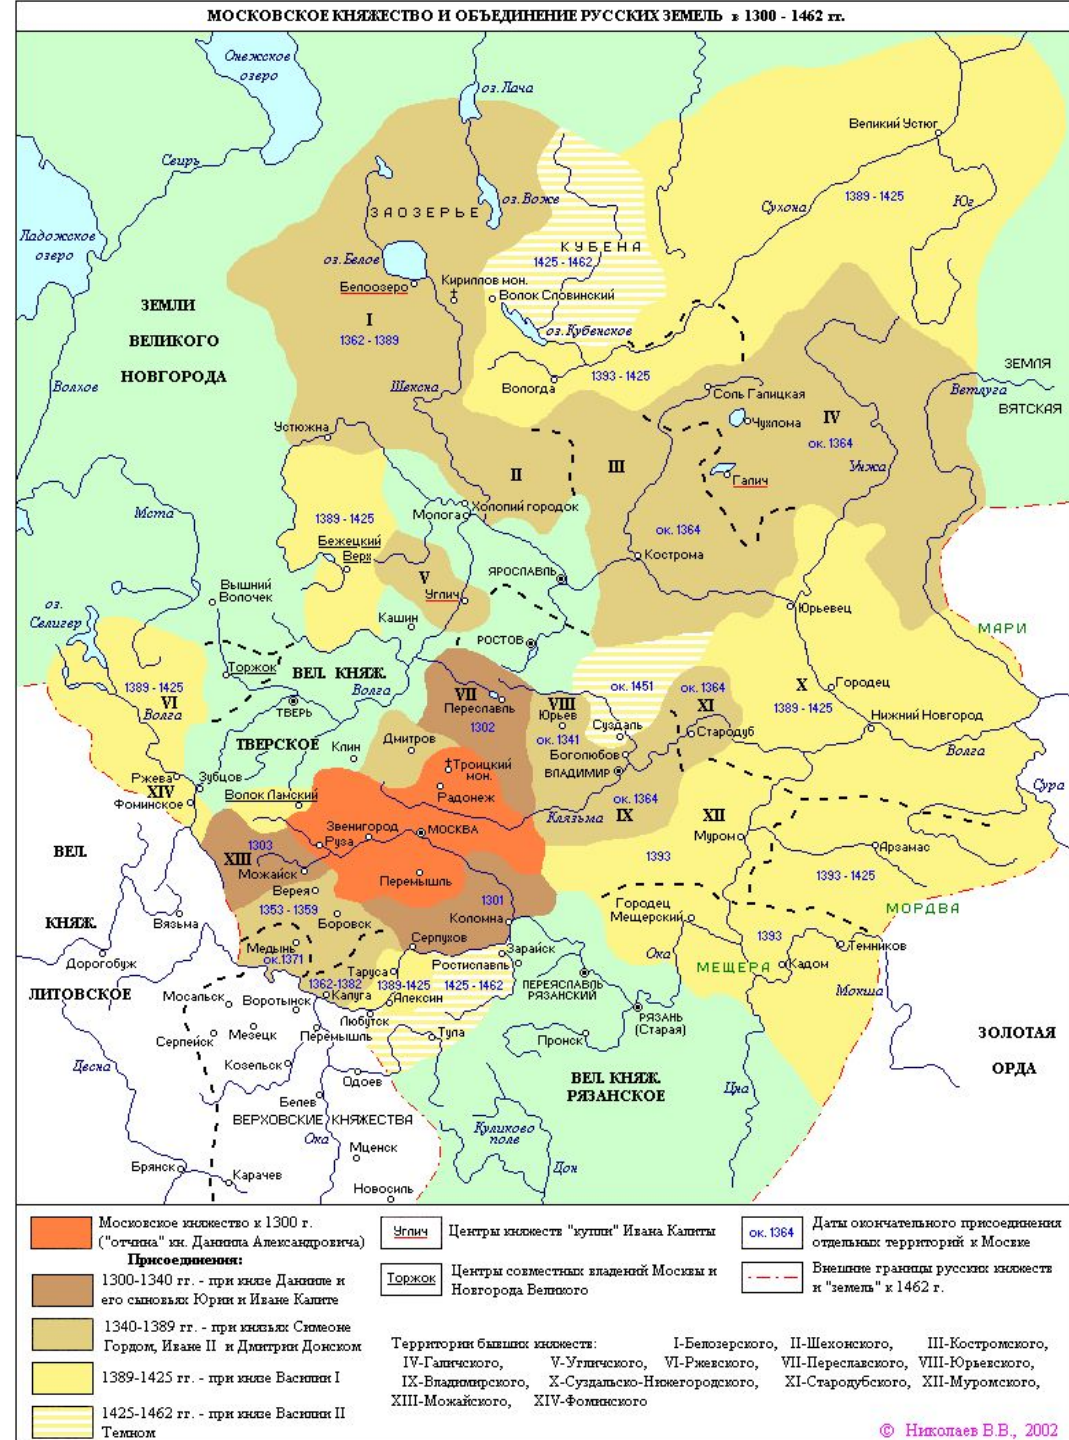 МОСКОВСКОЕ КНЯЖЕСТВО И ОБЪЕДИНЕНИЕ РУССКИХ ЗЕМЕЛЬ в 1300 - 1462 гг.
Онежское
озеро
оз. Лача
Великий Устюг
Свирь
1389 - 1425
Юг
Сухона
оз. Воже
ЗАОЗЕРЬЕ
Ладожское
озеро
КУБЕНА
1425 - 1462
оз. Белое
Белоозеро
Кириллов мон.
Волок Словинский
ЗЕМЛИ
ВЕЛИКОГО
НОВГОРОДА
I
1362 - 1389
оз. Кубенское
Волхов
Шексна
Вологда
1393 - 1425
ЗЕМЛЯ
ВЯТСКАЯ
Ветлуга
Соль Галицкая
Чухлома
IV
ок. 1364
Устюжна
Унжа
II
III
Галич
Молога
Холопий городок
Мста
1389 - 1425
Бежецкий
Верх
ок. 1364
Кострома
V
Углич
ЯРОСЛАВЛЬ
Вышний
Волочек
оз.
Селигер
Кашин
Юрьевец
РОСТОВ
МАРИ
Торжок
ВЕЛ. КНЯЖ.
Волга
1389 - 1425
VI
Волга
ТВЕРЬ
ТВЕРСКОЕ
VII
Переславль
1302
VIII
Юрьев
ок. 1341
ок. 1451
ок. 1364
XI
X
1389 - 1425
Городец
Суздаль
Стародуб
Нижний Новгород
Волга
Клин
Дмитров
Боголюбов
ВЛАДИМИР
Троицкий
мон.
Радонеж
Ржева
Зубцов
XIV
Фоминское
Волок Ламский
ок. 1364
IX
Клязьма
Сура
XII
Муром
Звенигород
МОСКВА
Руза
1303
XIII
Можайск
ВЕЛ.
Арзамас
1393
1393 - 1425
Перемышль
Верея
1353 - 1359
Боровск
1301
Коломна
Городец
Мещерский
МОРДВА
КНЯЖ.
Вязьма
1393
Темников
Кадом
Дорогобуж
Медынь
ок.1371
Серпухов
Зарайск
Ростиславль
Ока
МЕЩЕРА
Мокша
Таруса
1362-1382
1389-1425
1425 - 1462
ПЕРЕЯСЛАВЛЬ
РЯЗАНСКИЙ
ЛИТОВСКОЕ
Мосальск
Воротынск
Калуга
Алексин
Любутск
РЯЗАНЬ
(Старая)
ЗОЛОТАЯ
ОРДА
Серпейск
Мезецк
Перемышль
Тула
Пронск
Козельск
Десна
Одоев
ВЕЛ. КНЯЖ.
РЯЗАНСКОЕ
Цна
Белев
ВЕРХОВСКИЕ КНЯЖЕСТВА
Ока
Куликово
поле
Мценск
Дон
Брянск
Карачев
Новосиль
Московское княжество к 1300 г.
("отчина" кн. Даниила Александровича)
Присоединения:
1300-1340 гг. - при князе Данииле и
его сыновьях Юрии и Иване Калите
1340-1389 гг. - при князьях Симеоне
Гордом, Иване II и Дмитрии Донском
1389-1425 гг. - при князе Василии I
1425-1462 гг. - при князе Василии II
Темном
Углич
Центры княжеств "купли" Ивана Калиты
Торжок
Центры совместных владений Москвы и
Новгорода Великого
ок. 1364
Даты окончательного присоединения
отдельных территорий к Москве
Внешние границы русских княжеств
и "земель" к 1462 г.
Территории бывших княжеств: I-Белозерского, II-Шехонского, III-Костромского,
IV-Галичского, V-Угличского, VI-Ржевского, VII-Переславского, VIII-Юрьевского,
IX-Владимирского, X-Суздальско-Нижегородского, XI-Стародубского, XII-Муромского,
XIII-Можайского, XIV-Фоминского
© Николаев В.В., 2002